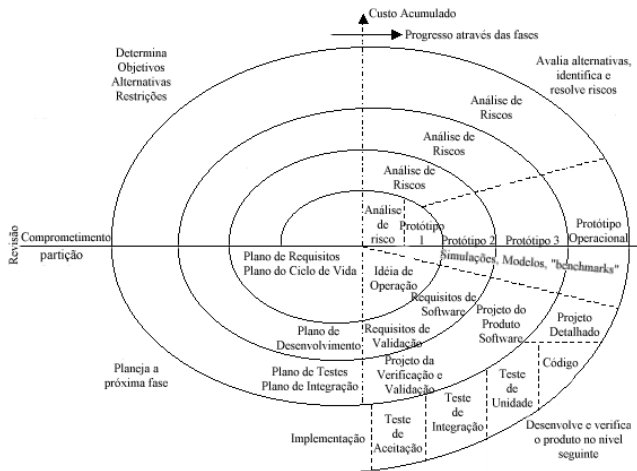 Custo Acumulado
Progresso através das fases
Determina
Objetivos
Alternativas
Restrições
Avalia alternativas,
identifica e
resolve riscos
Análise de
Riscos
Análise de
Riscos
Análise de
Riscos
Análise
de
risco
Protótipo
1
Protótipo 2
Protótipo 3
Protótipo
Operacional
Revisão
Comprometimento
partição
Plano de Requisitos
Plano do Ciclo de Vida
Simulações, Modelos, "benchmarks"
Idéia de
Operação
Requisitos de
Software
Projeto do
Produto
Software
Projeto
Detalhado
Plano de
Desenvolvimento
Requisitos de
Validação
Planeja a
próxima fase
Plano de Testes
Plano de Integração
Projeto da
Verificação e
Validação
Código
Teste
de
Unidade
Teste
de
Integração
Teste
de
Aceitação
Implementação
Desenvolve e verifica
o produto no nível
seguinte